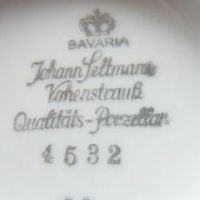 BAVARIA
Johann Seltmann
Vohenstrauß
Qualitäts-Porzellan
4532